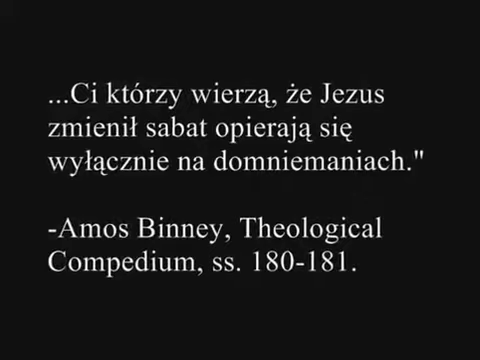 ...Ci którzy wierzą, że Jezus
zmienił sabat opierają się
wyłącznie na domniemaniach."
-Amos Binney, Theological
Compedium, ss. 180-181.